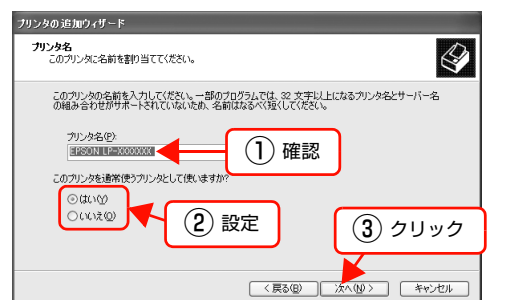 プリンタの追加ウィザード
プリンタ名
このプリンタに名前を割り当ててください。
このプリンタの名前を入力してください。一部のプログラムでは、32 文字以上になるプリンタ名とサーバー名
の組み合わせがサポートされていないため、名前はなるべく短くしてください。
プリンタ名(P):
EPSON LP-XXXXXXX
① 確認
このプリンタを通常使うプリンタとして使いますか?
はい(Y)
いいえ(O)
② 設定
③ クリック
< 戻る(B)
次へ(N) >
キャンセル